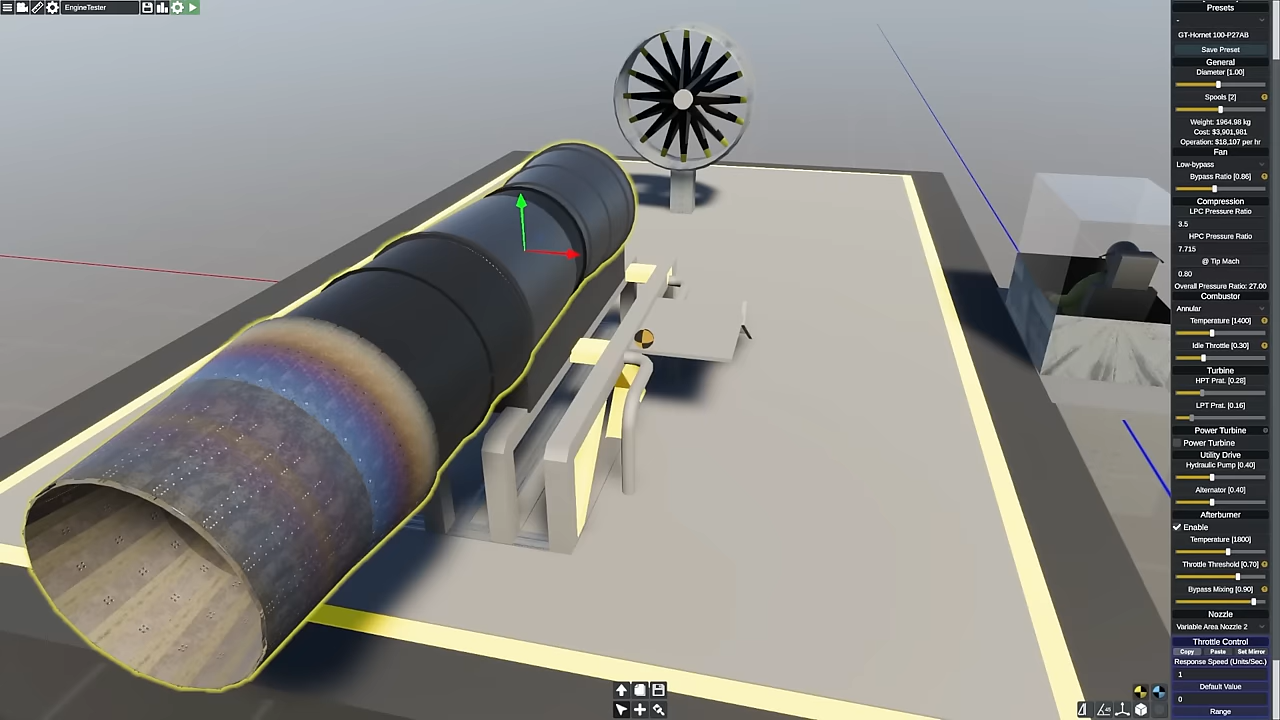 EngineTester
Presets
-
GT-Hornet 100-P27AB
Save Preset
General
Diameter [1.00]
Spools [2]
Weight: 1964.98 kg
Cost: $3,901,981
Operation: $18,107 per hr
Fan
Low-bypass
Bypass Ratio [0.86]
Compression
LPC Pressure Ratio
3.5
HPC Pressure Ratio
7.715
@ Tip Mach
0.80
Overall Pressure Ratio: 27.00
Combustor
Annular
Temperature [1400]
Idle Throttle [0.30]
Turbine
HPT Prat. [0.28]
LPT Prat. [0.16]
Power Turbine
Power Turbine
Utility Drive
Hydraulic Pump [0.40]
Alternator [0.40]
Afterburner
Enable
Temperature [1800]
Throttle Threshold [0.70]
Bypass Mixing [0.90]
Nozzle
Variable Area Nozzle 2
Throttle Control
Copy Paste Set Mirror
Response Speed (Units/Sec.)
1
Default Value
0
Range